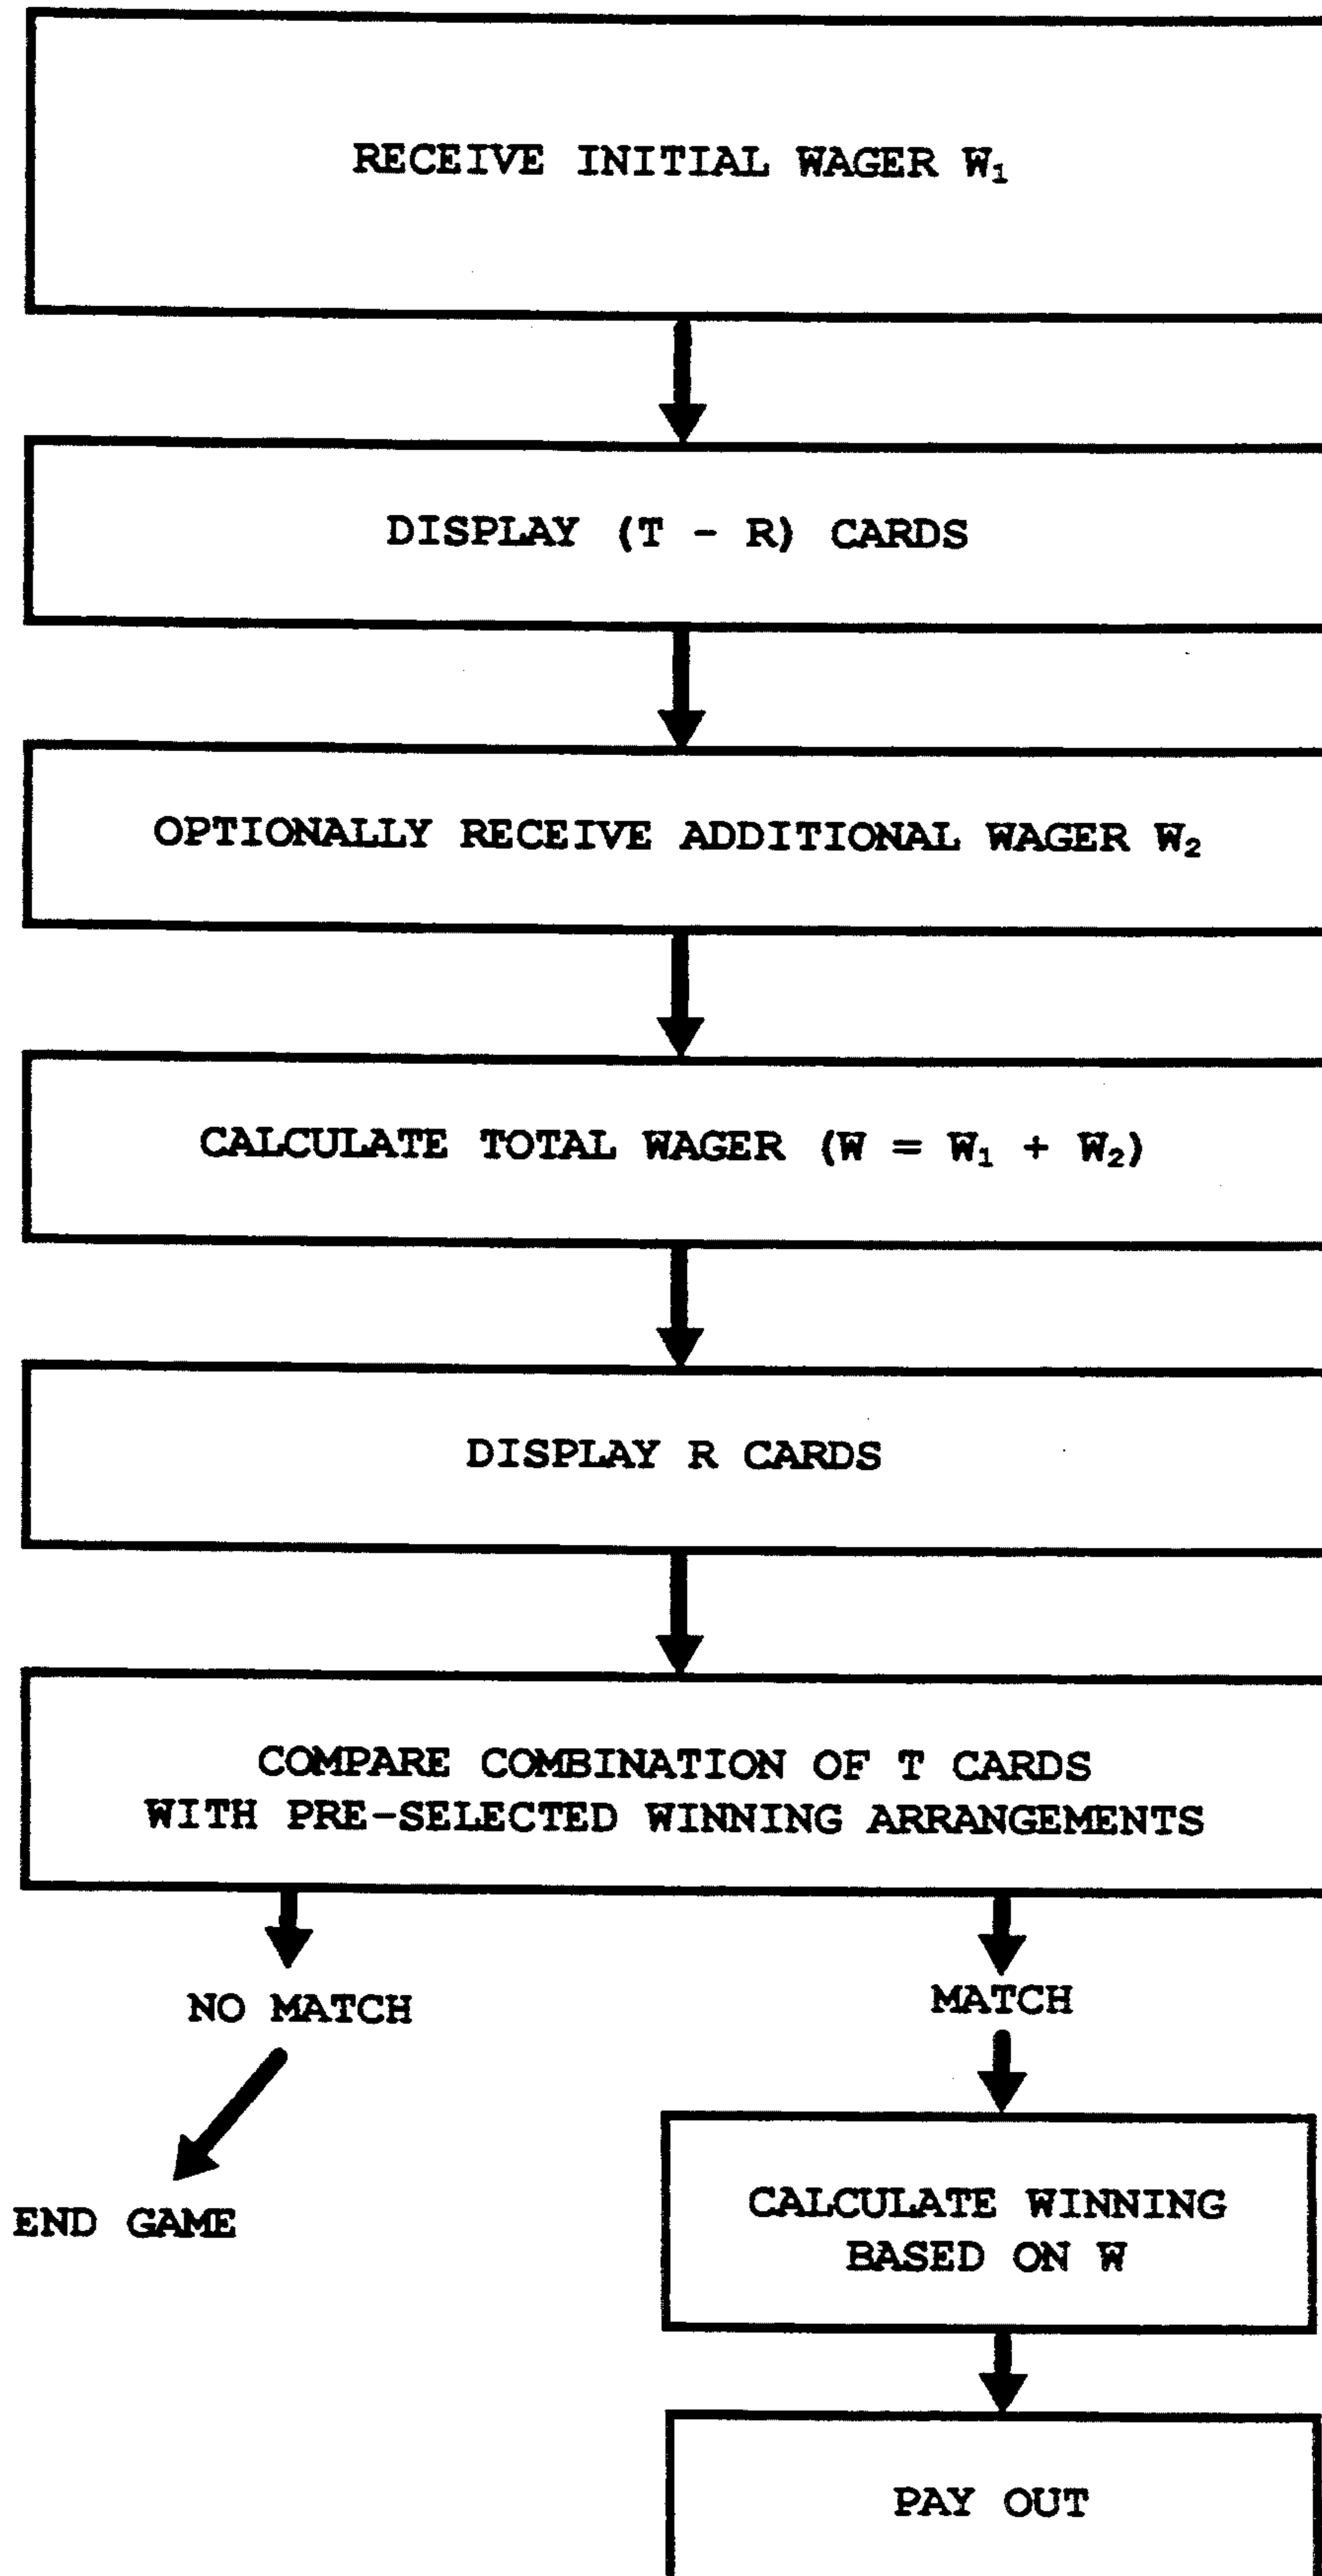 RECEIVE INITIAL WAGER W₁
DISPLAY (T - R) CARDS
OPTIONALLY RECEIVE ADDITIONAL WAGER W₂
CALCULATE TOTAL WAGER (W = W₁ + W₂)
DISPLAY R CARDS
COMPARE COMBINATION OF T CARDS
WITH PRE-SELECTED WINNING ARRANGEMENTS
NO MATCH
MATCH
END GAME
CALCULATE WINNING
BASED ON W
PAY OUT